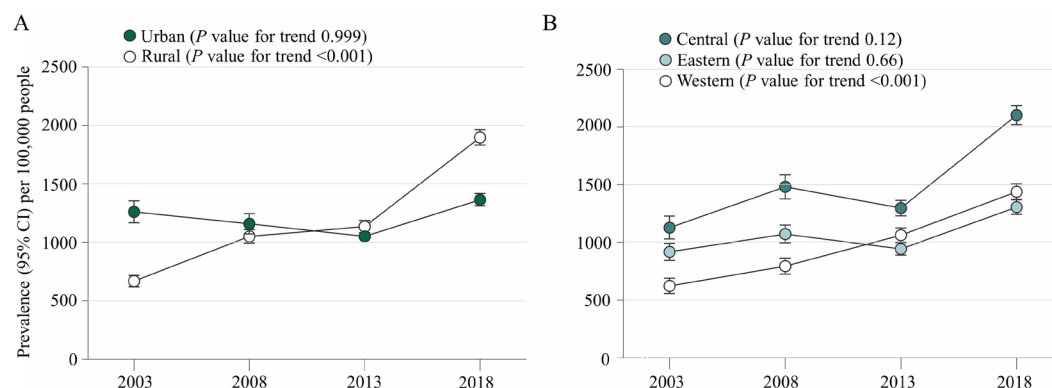 A
Urban (P value for trend 0.999)
Rural (P value for trend <0.001)
Prevalence (95% CI) per 100,000 people
2500
2000
1500
1000
500
0
2003 2008 2013 2018
B
Central (P value for trend 0.12)
Eastern (P value for trend 0.66)
Western (P value for trend <0.001)
2500
2000
1500
1000
500
0
2003 2008 2013 2018